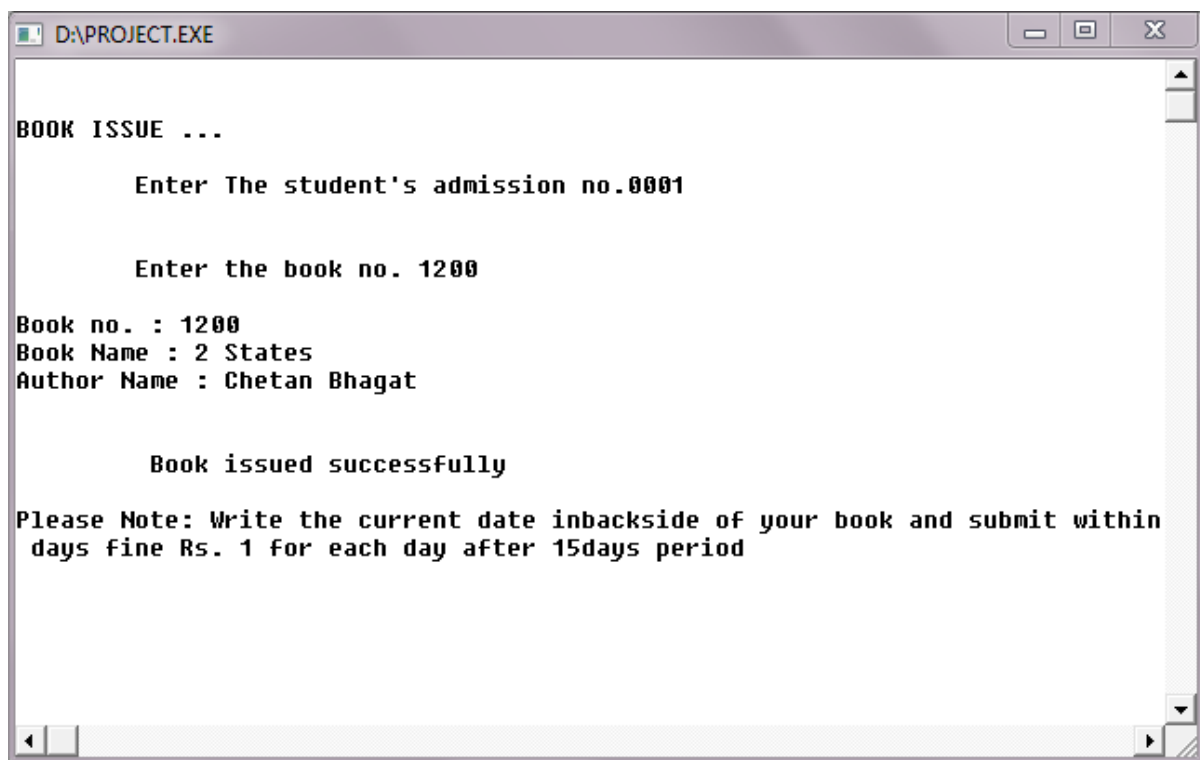 D:\PROJECT.EXE
BOOK ISSUE ...
Enter The student's admission no.0001
Enter the book no. 1200
Book no. : 1200
Book Name : 2 States
Author Name : Chetan Bhagat
Book issued successfully
Please Note: Write the current date inbackside of your book and submit within
days fine Rs. 1 for each day after 15days period